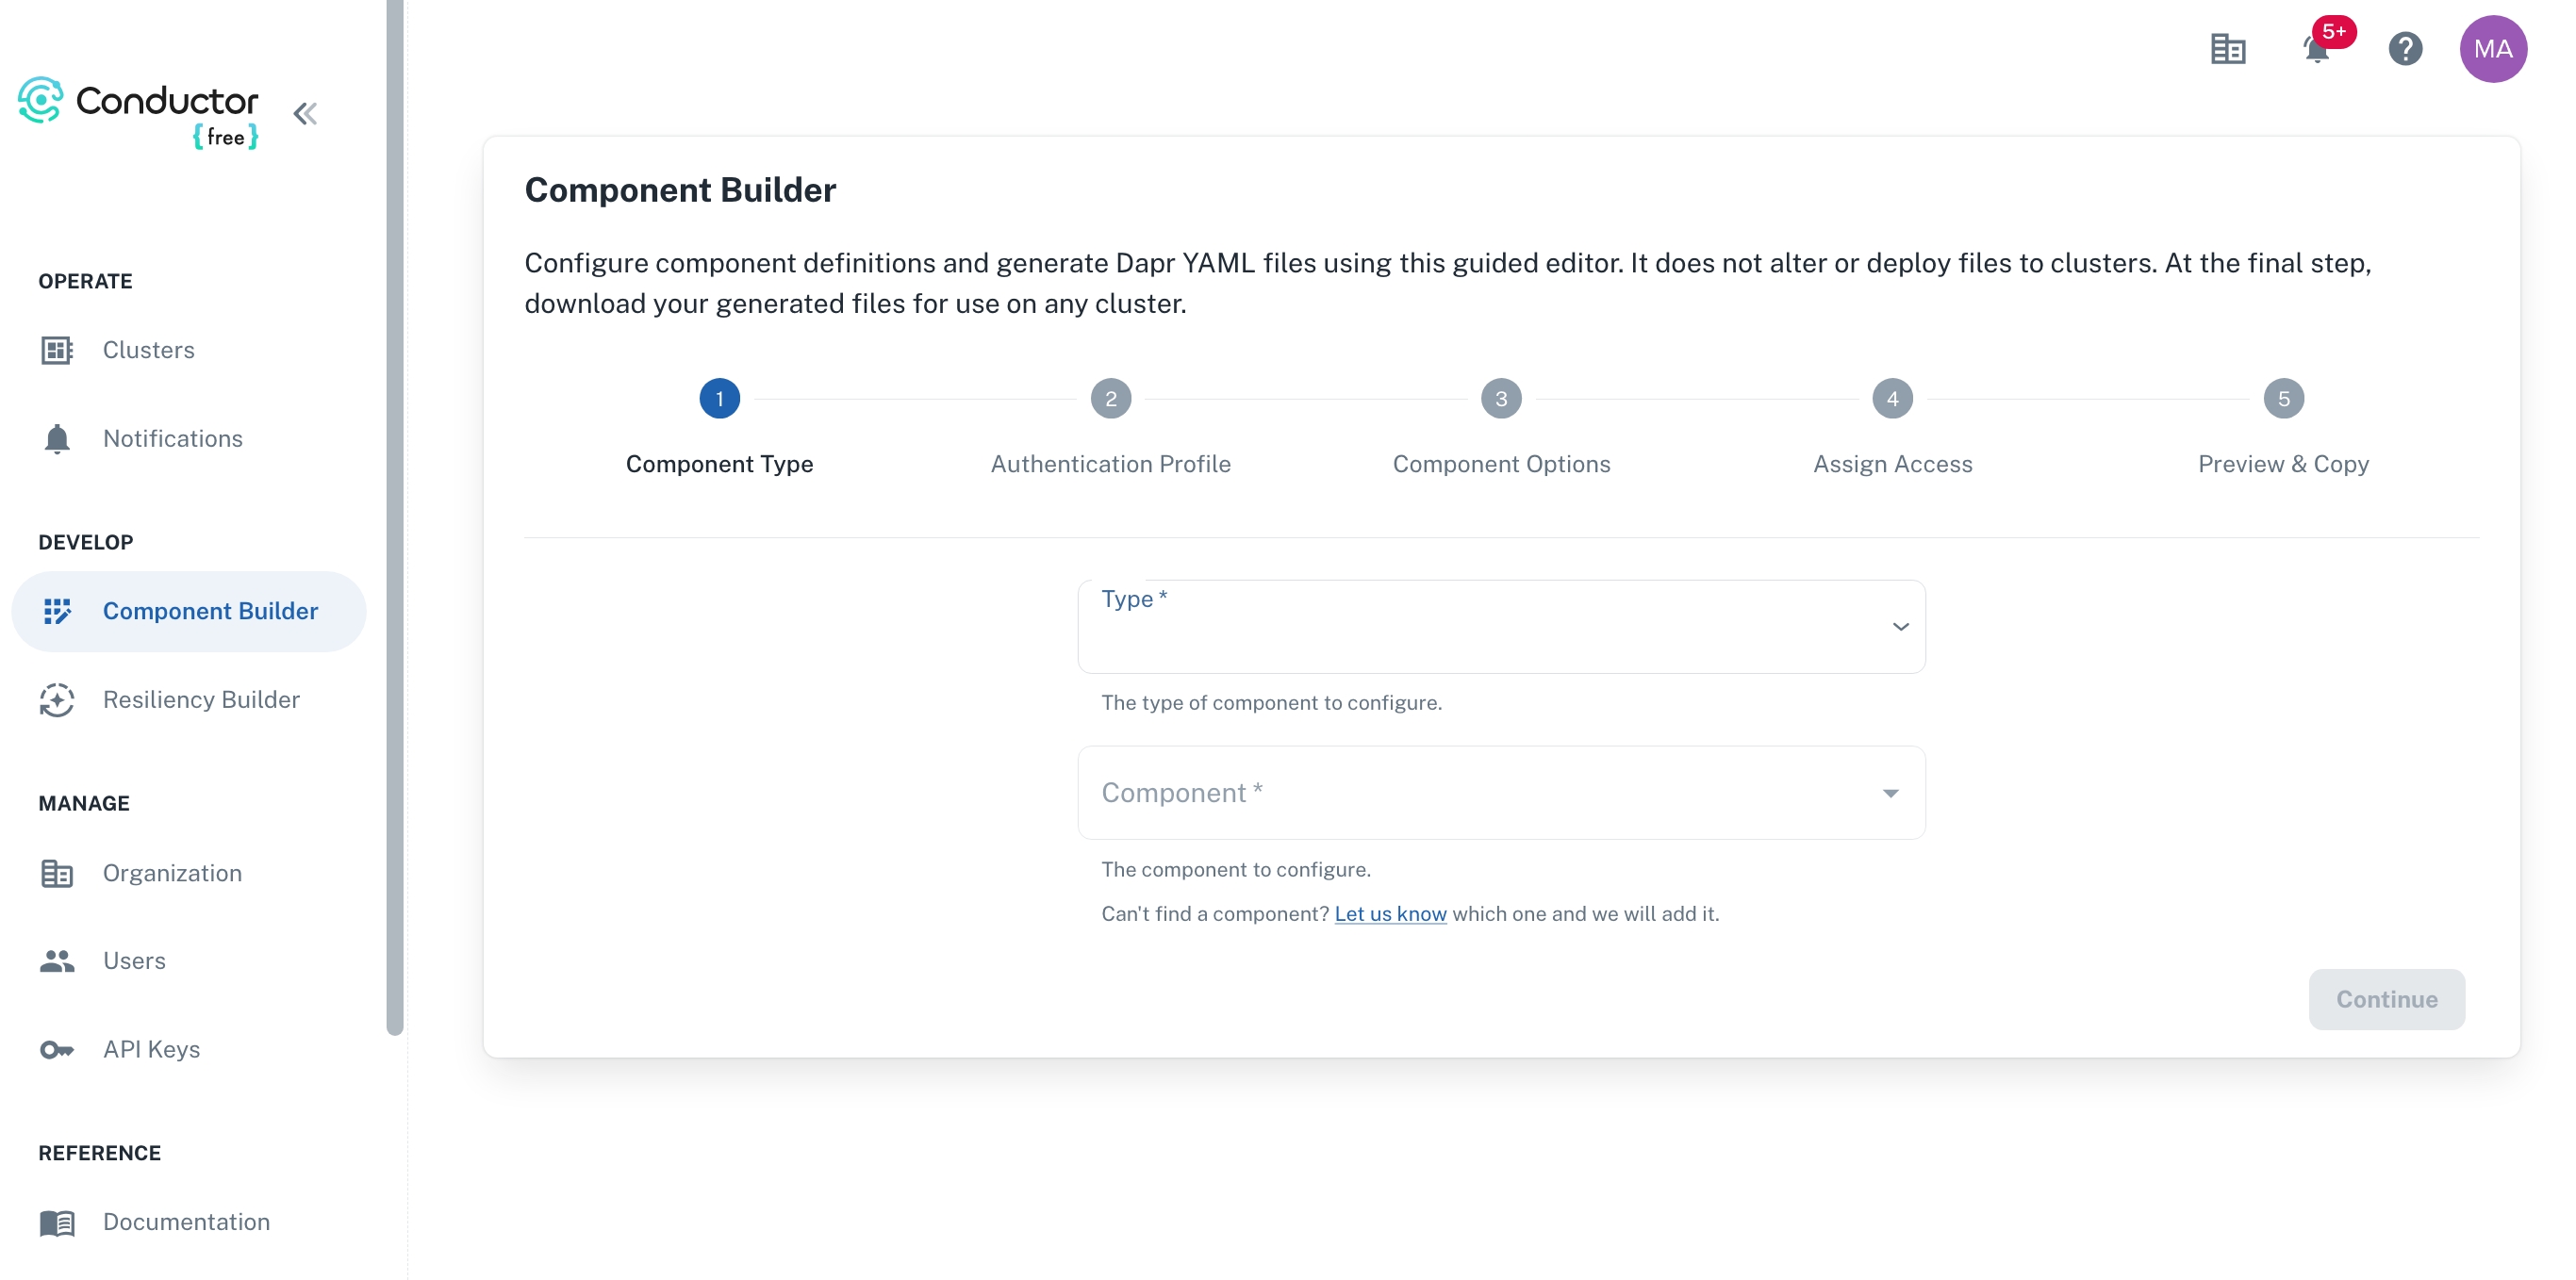 Conductor
{ free }
5+
MA
OPERATE
Clusters
Notifications
DEVELOP
Component Builder
Resiliency Builder
MANAGE
Organization
Users
API Keys
REFERENCE
Documentation
Component Builder
Configure component definitions and generate Dapr YAML files using this guided editor. It does not alter or deploy files to clusters. At the final step,
download your generated files for use on any cluster.
1
2
3
4
5
Component Type
Authentication Profile
Component Options
Assign Access
Preview & Copy
Type *
The type of component to configure.
Component *
The component to configure.
Can't find a component? Let us know which one and we will add it.
Continue